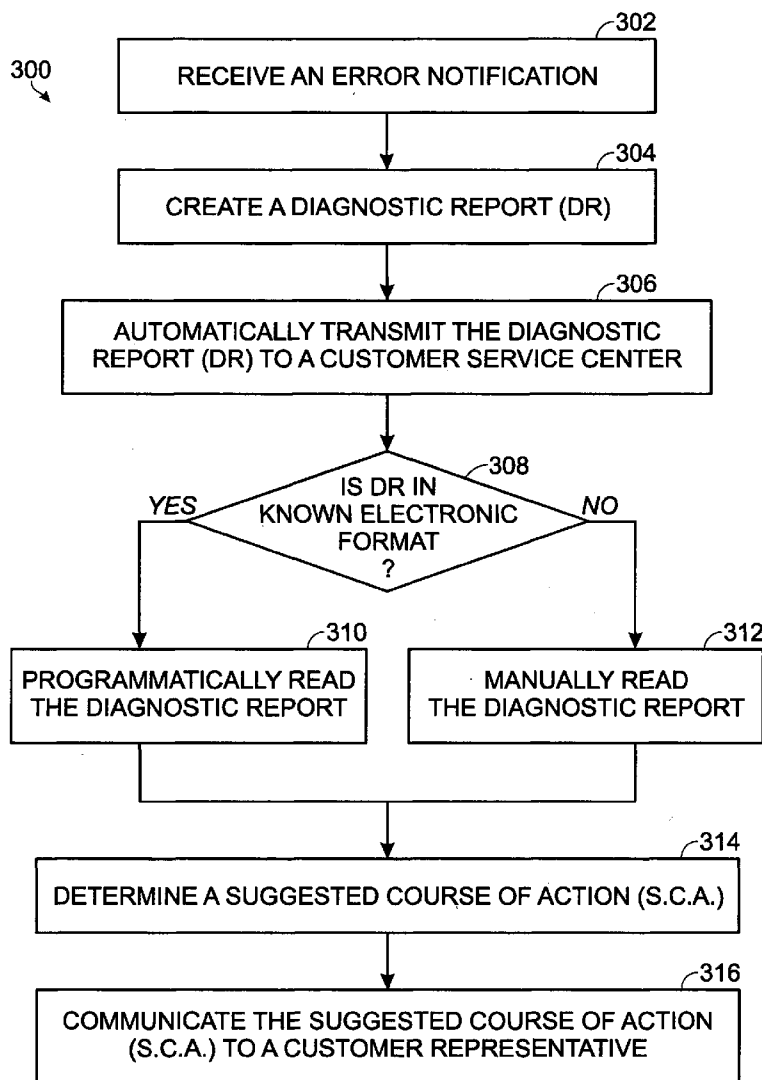 302
300
RECEIVE AN ERROR NOTIFICATION
304
CREATE A DIAGNOSTIC REPORT (DR)
306
AUTOMATICALLY TRANSMIT THE DIAGNOSTIC
REPORT (DR) TO A CUSTOMER SERVICE CENTER
308
YES
IS DR IN
KNOWN ELECTRONIC
FORMAT
?
NO
310
PROGRAMMATICALLY READ
THE DIAGNOSTIC REPORT
312
MANUALLY READ
THE DIAGNOSTIC REPORT
314
DETERMINE A SUGGESTED COURSE OF ACTION (S.C.A.)
316
COMMUNICATE THE SUGGESTED COURSE OF ACTION
(S.C.A.) TO A CUSTOMER REPRESENTATIVE